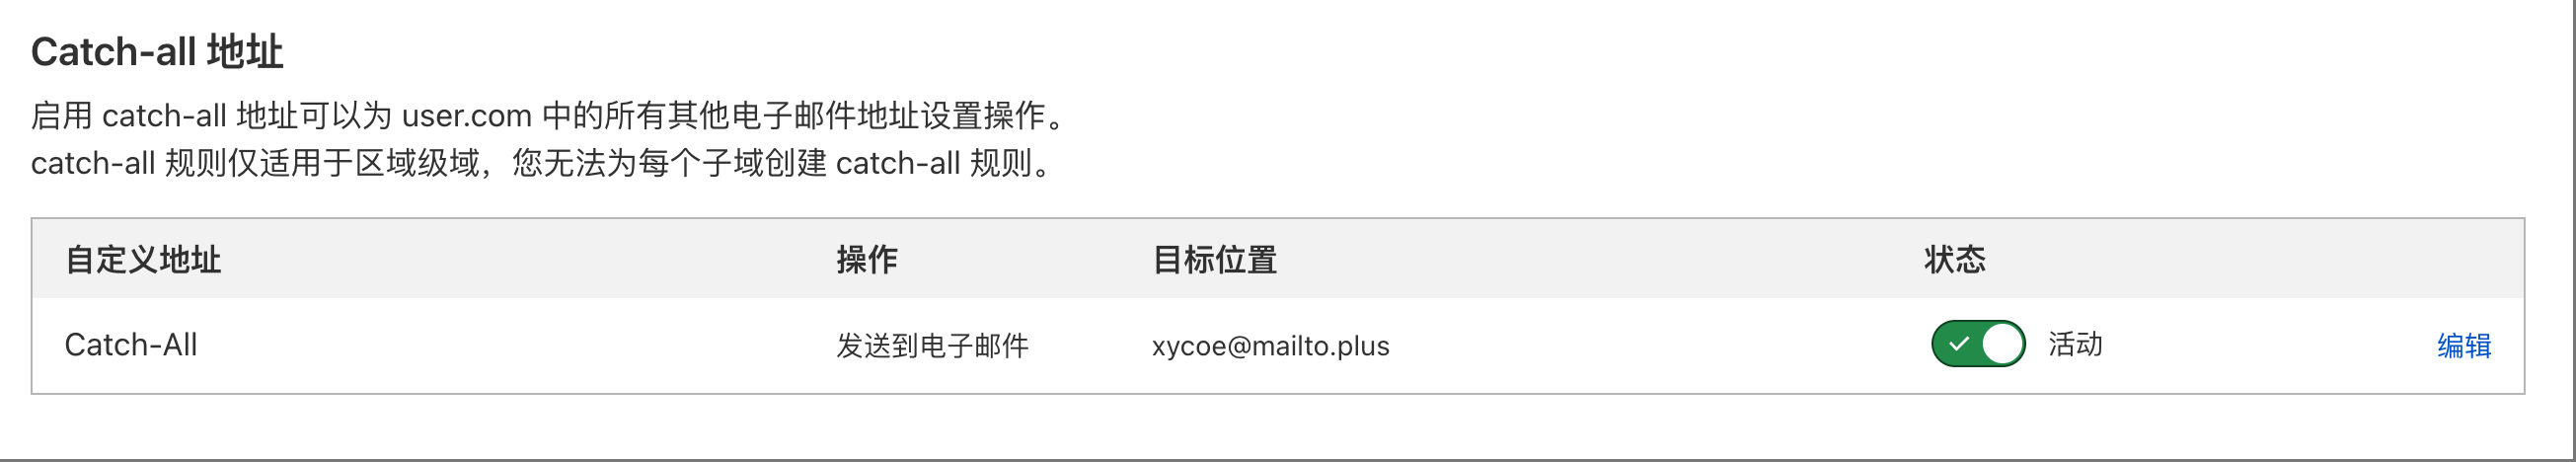 Catch-all 地址
启用 catch-all 地址可以为 user.com 中的所有其他电子邮件地址设置操作。
catch-all 规则仅适用于区域级域，您无法为每个子域创建 catch-all 规则。
自定义地址 操作 目标位置 状态
Catch-All 发送到电子邮件 xycoe@mailto.plus 活动 编辑